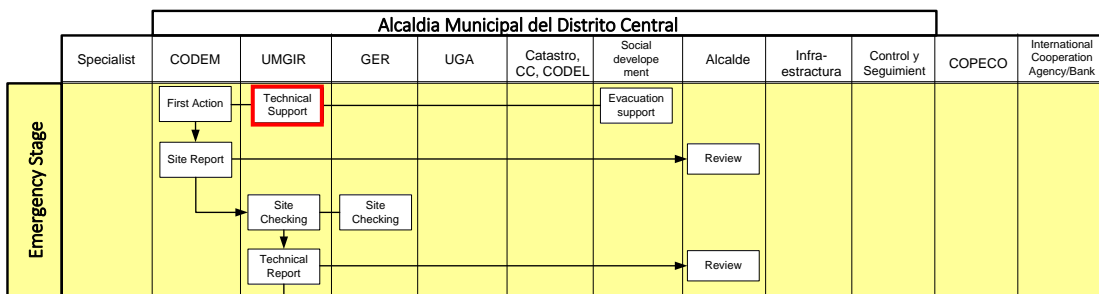 Alcaldia Municipal del Distrito Central
Specialist
CODEM
UMGIR
GER
UGA
Catastro,
CC, CODEL
Social
develope
ment
Alcalde
Infra-
estractura
Control y
Seguimient
COPECO
International
Cooperation
Agency/Bank
Emergency Stage
First Action
Technical
Support
Evacuation
support
Site Report
Review
Site
Checking
Site
Checking
Technical
Report
Review